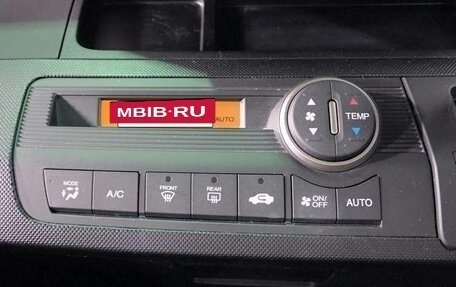 MBIB·RU
AUTO
TEMP
MODE
A/C
FRONT
REAR
ON/
OFF
AUTO